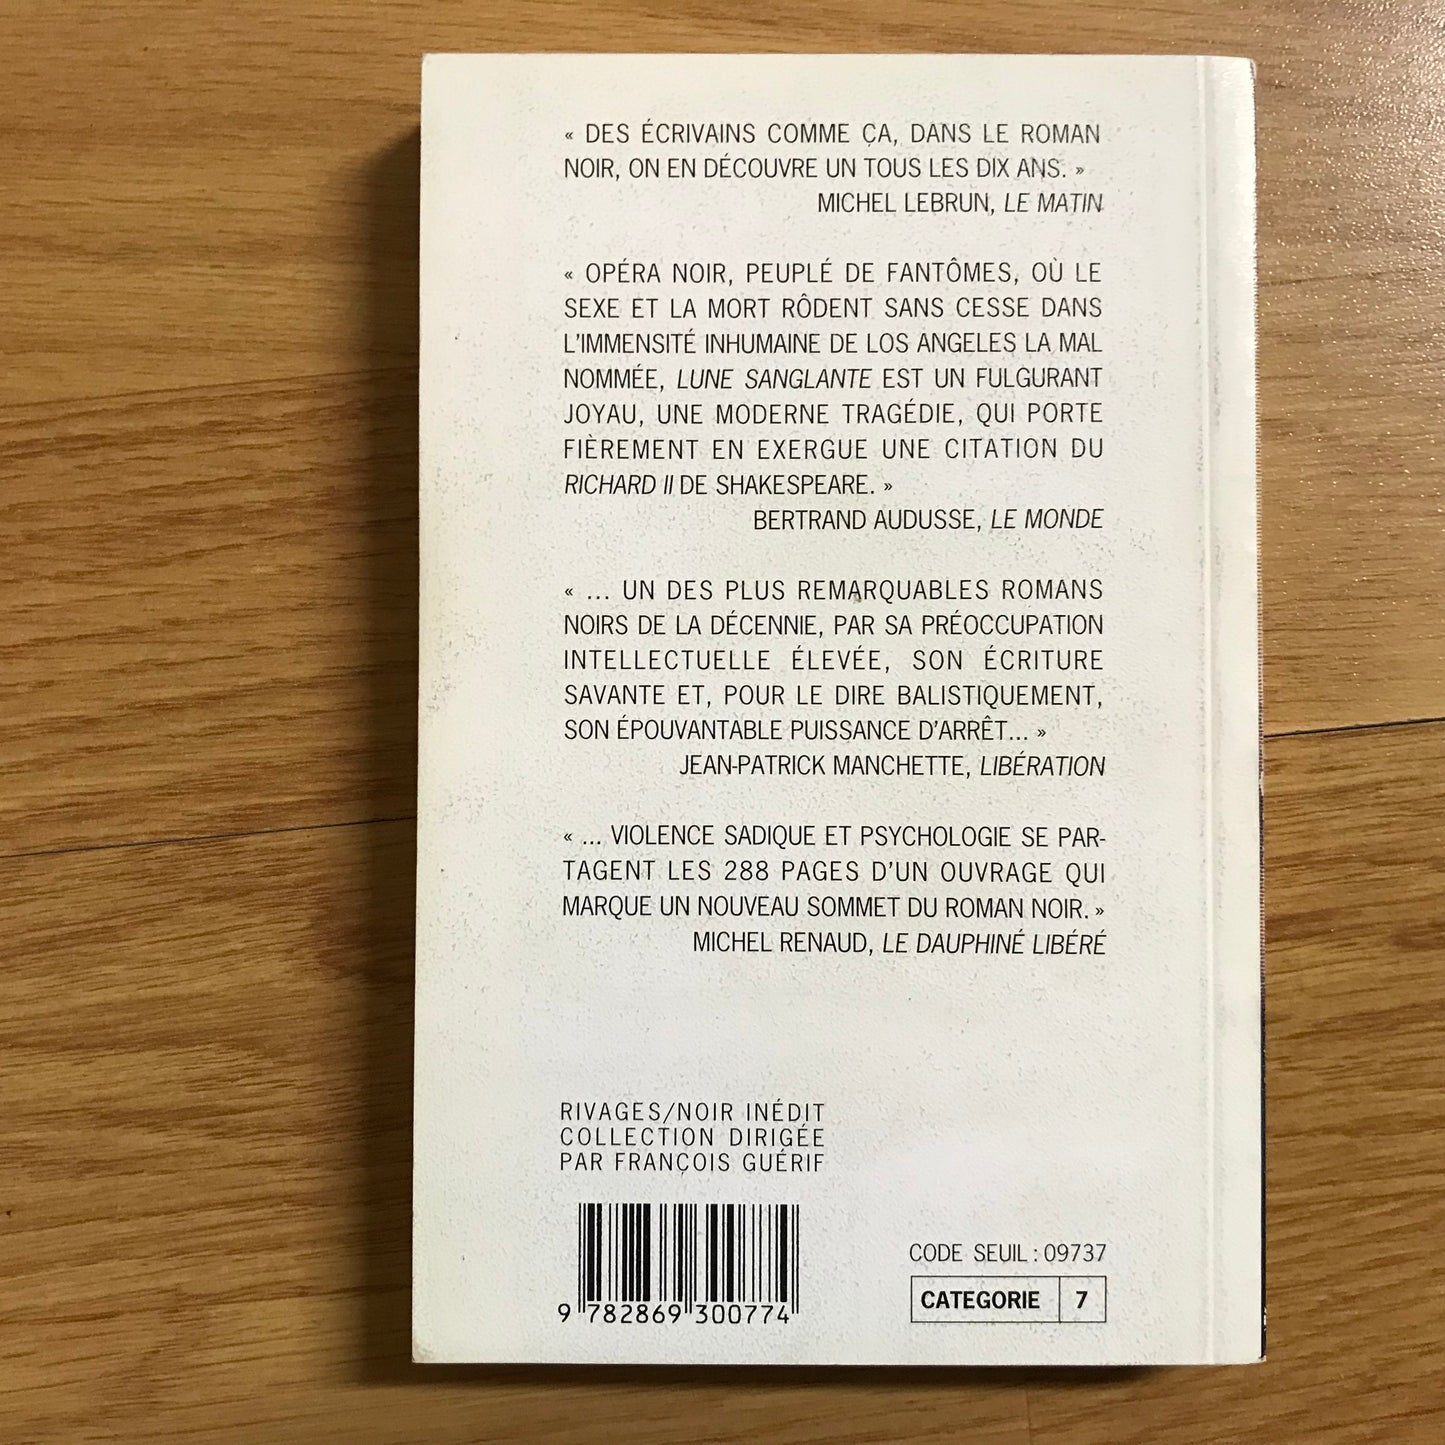 « DES ÉCRIVAINS COMME ÇA, DANS LE ROMAN
NOIR, ON EN DÉCOUVRE UN TOUS LES DIX ANS. »
MICHEL LEBRUN, LE MATIN
« OPÉRA NOIR, PEUPLÉ DE FANTÔMES, OÙ LE
SEXE ET LA MORT RÔDENT SANS CESSE DANS
L'IMMENSITÉ INHUMAINE DE LOS ANGELES LA MAL
NOMMÉE, LUNE SANGLANTE EST UN FULGURANT
JOYAU, UNE MODERNE TRAGÉDIE, QUI PORTE
FIÈREMENT EN EXERGUE UNE CITATION DU
RICHARD II DE SHAKESPEARE. »
BERTRAND AUDUSSE, LE MONDE
« ... UN DES PLUS REMARQUABLES ROMANS
NOIRS DE LA DÉCENNIE, PAR SA PRÉOCCUPATION
INTELLECTUELLE ÉLEVÉE, SON ÉCRITURE
SAVANTE ET, POUR LE DIRE BALISTIQUEMENT,
SON ÉPOUVANTABLE PUISSANCE D'ARRÊT... »
JEAN-PATRICK MANCHETTE, LIBÉRATION
« ... VIOLENCE SADIQUE ET PSYCHOLOGIE SE PAR-
TAGENT LES 288 PAGES D'UN OUVRAGE QUI
MARQUE UN NOUVEAU SOMMET DU ROMAN NOIR. »
MICHEL RENAUD, LE DAUPHINÉ LIBÉRÉ
RIVAGES/NOIR INÉDIT
COLLECTION DIRIGÉE
PAR FRANÇOIS GUÉRIF
9 782869 300774
CODE SEUIL : 09737
CATEGORIE 7